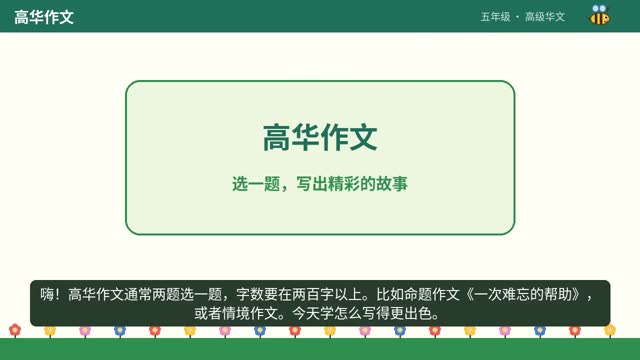 高华作文
五年级 · 高级华文
高华作文
选一题，写出精彩的故事
嗨！高华作文通常两题选一题，字数要在两百字以上。比如命题作文《一次难忘的帮助》，
或者情境作文。今天学怎么写得更出色。